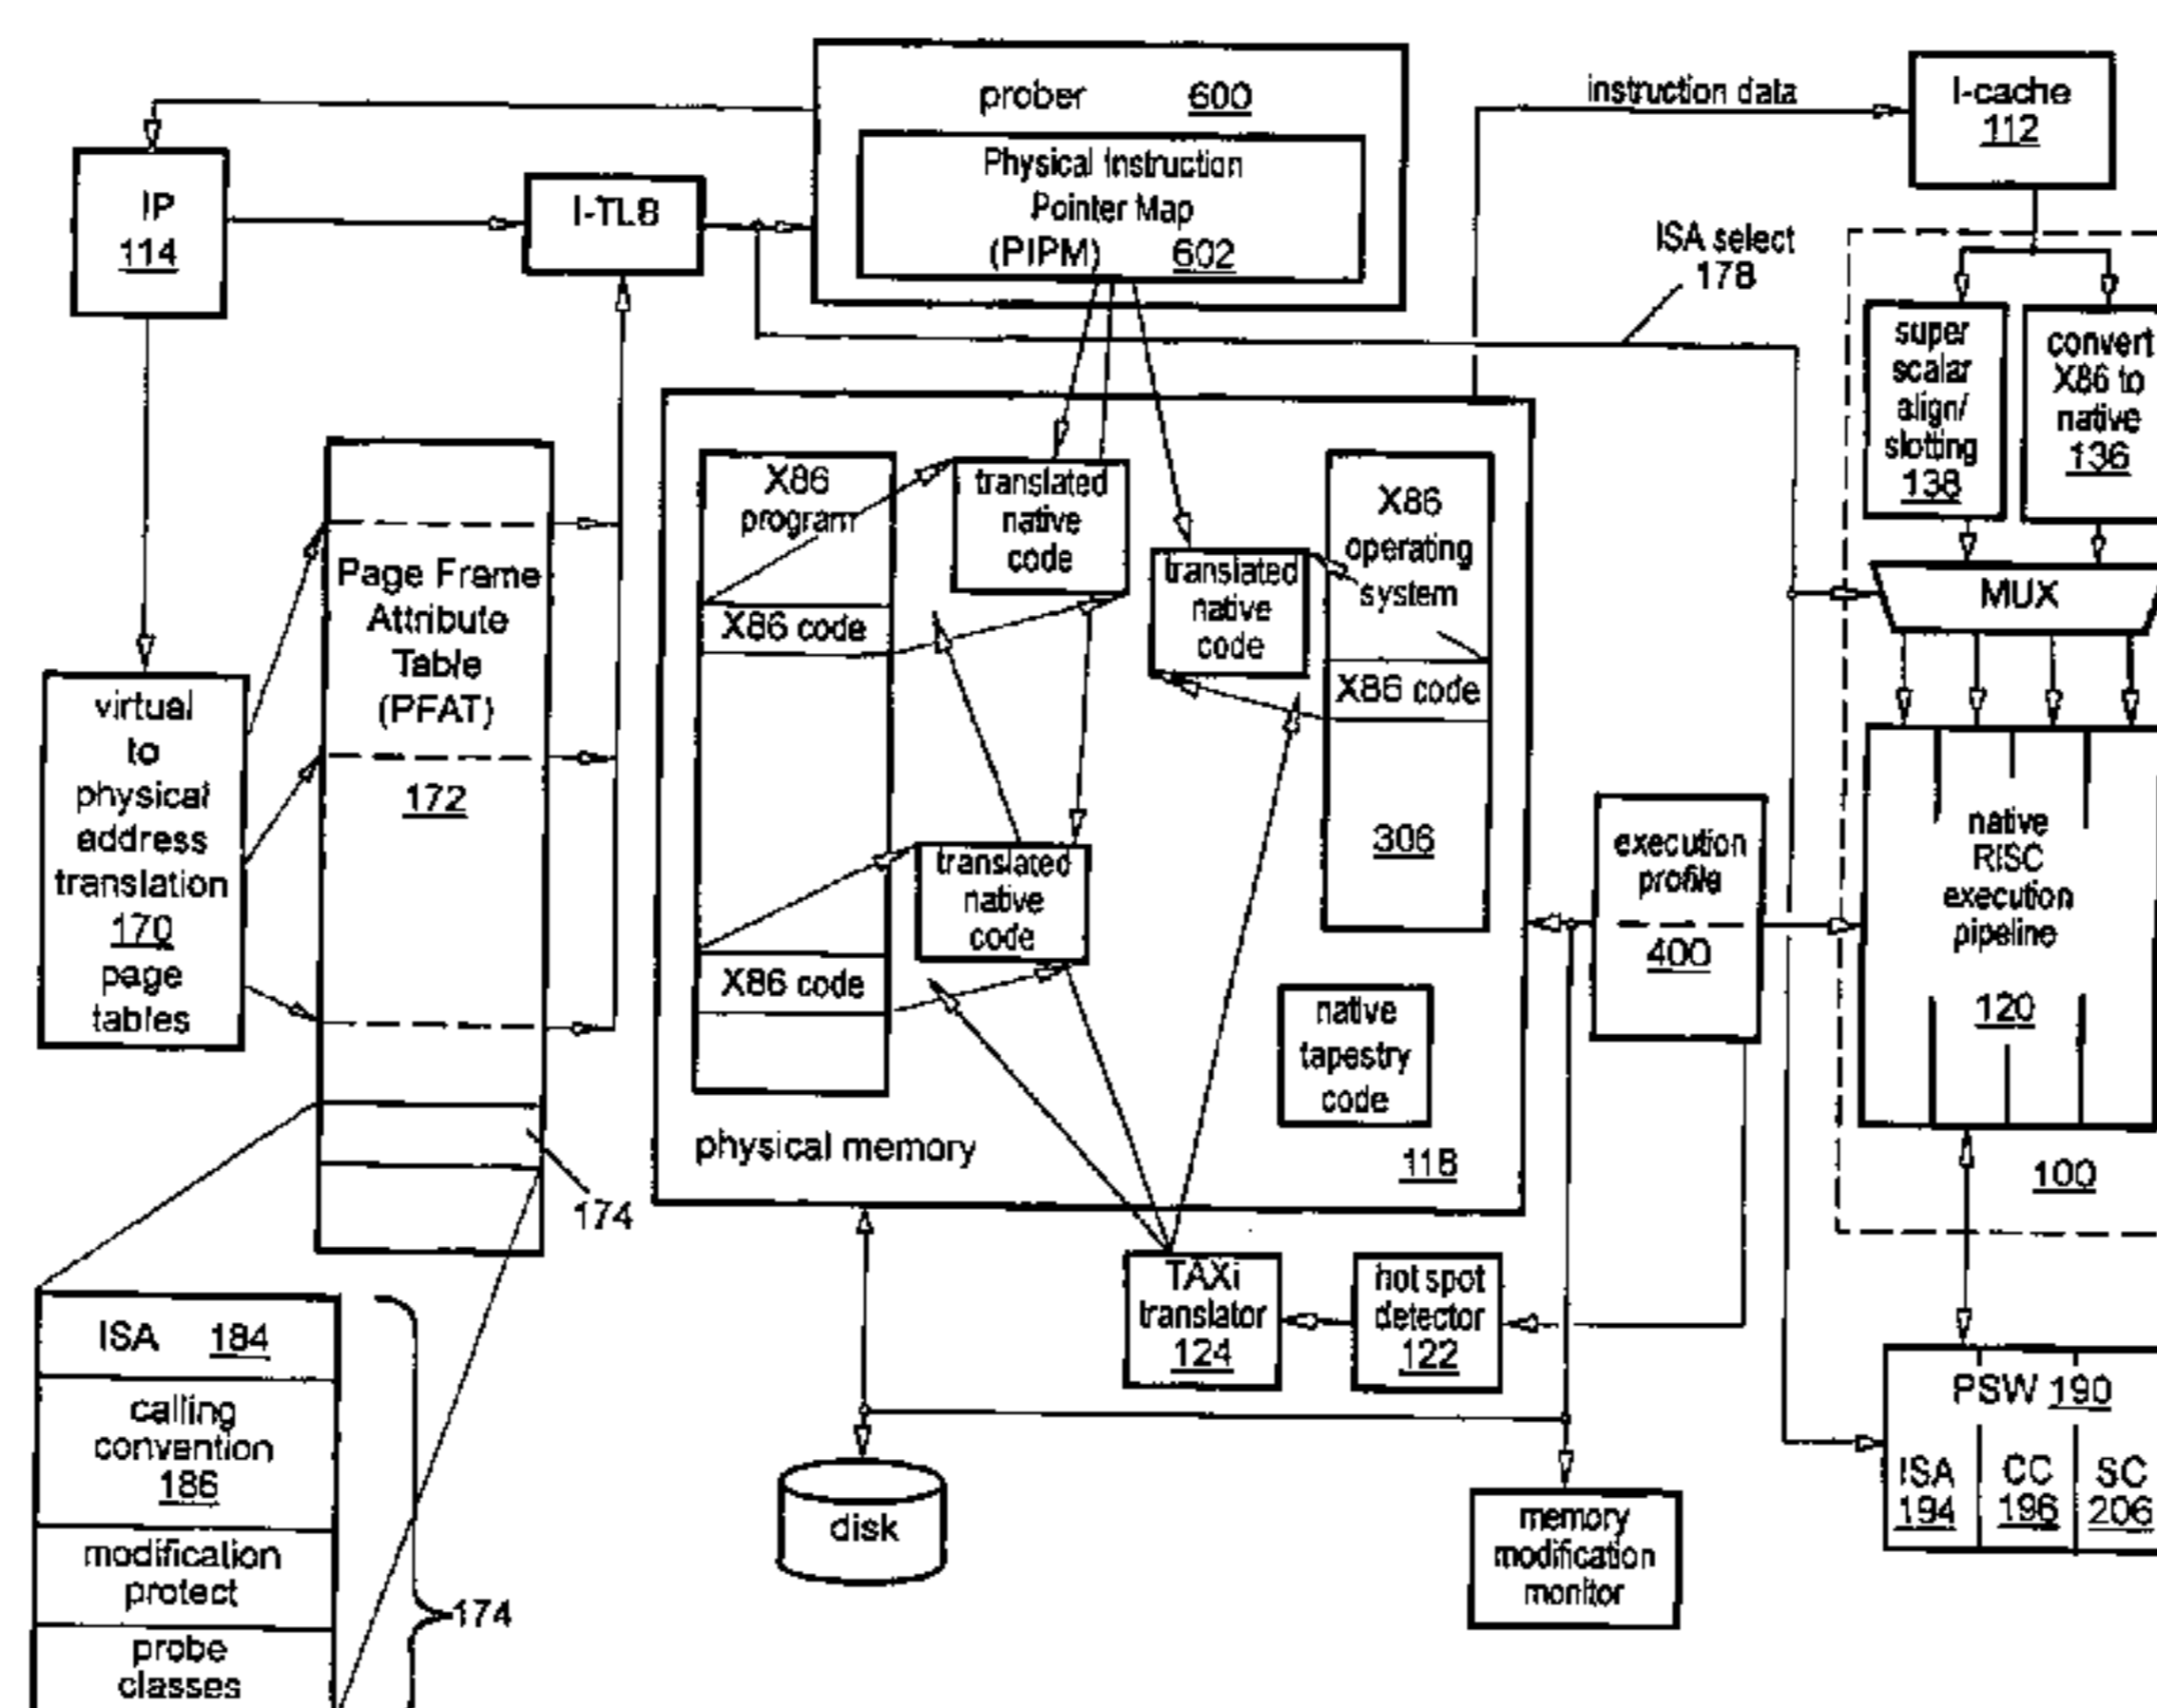 prober 600
Physical Instruction
Pointer Map
(PIPM) 602
instruction data
I-cache
112
IP
114
I-TLB
ISA select
178
super
scalar
align/
slotting
138
convert
X86 to
native
136
MUX
Page Frame
Attribute
Table
(PFAT)
172
virtual
to
physical
address
translation
170
page
tables
X86
program
X86 code
X86 code
translated
native
code
translated
native
code
translated
native
code
X86
operating
system
X86 code
306
native
tapestry
code
physical memory
118
execution
profile
400
native
RISC
execution
pipeline
120
100
174
TAXi
translator
124
hot spot
detector
122
disk
memory
modification
monitor
PSW 190
ISA
194
CC
196
SC
206
ISA 184
calling
convention
186
modification
protect
probe
classes
174